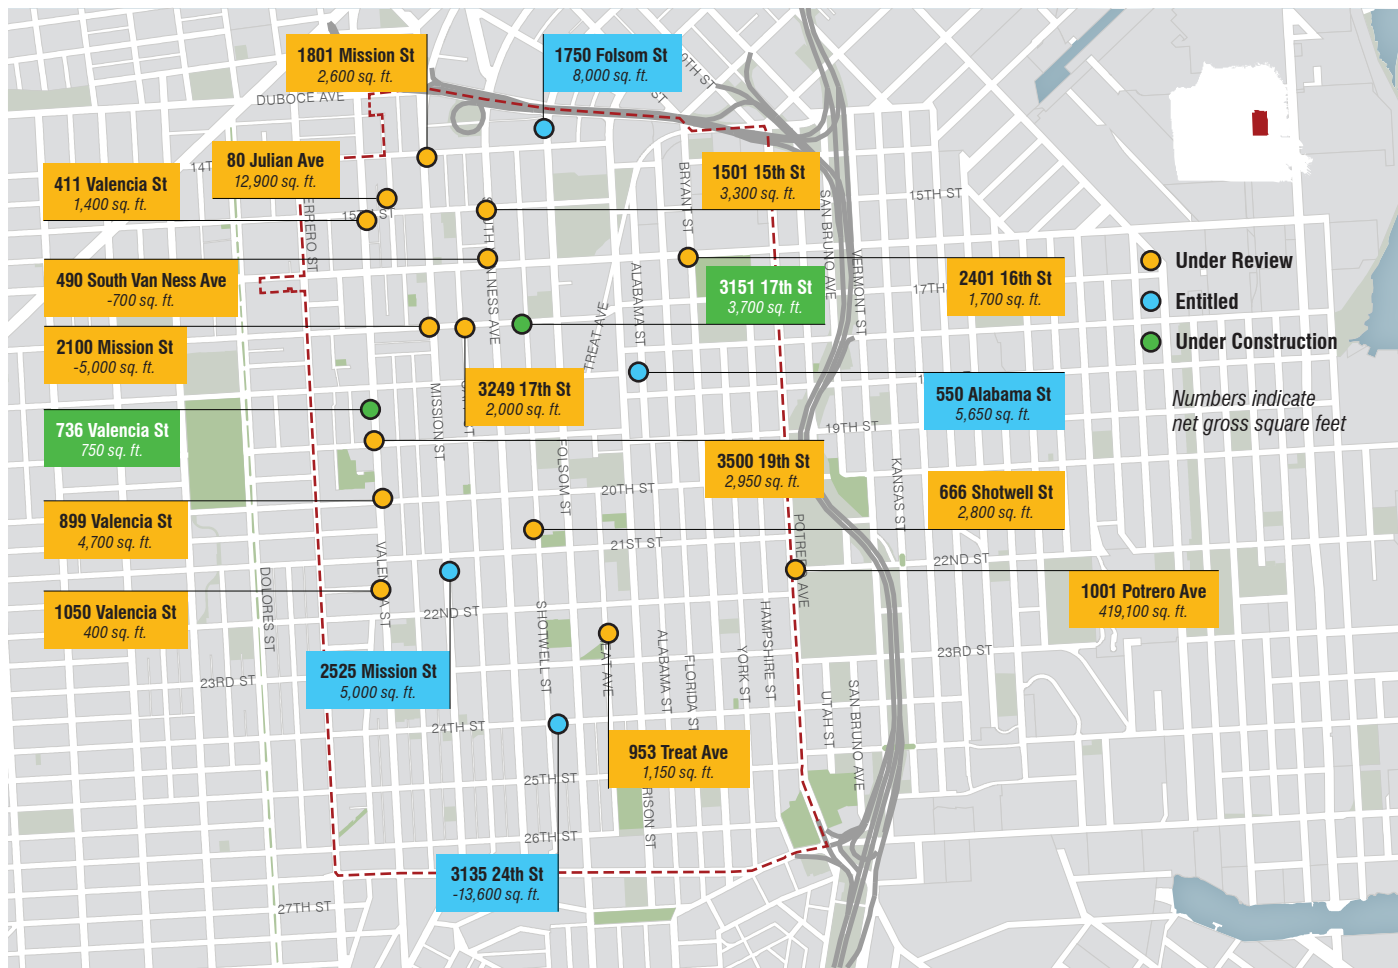 1801 Mission St
2,600 sq. ft.
1750 Folsom St
8,000 sq. ft.
DUBOCE AVE
80 Julian Ave
12,900 sq. ft.
411 Valencia St
1,400 sq. ft.
1501 15th St
3,300 sq. ft.
BRYANT ST
SAN BRUNO AVE
15TH ST
490 South Van Ness Ave
-700 sq. ft.
NESS AVE
ALABAMA ST
TREAT AVE
3151 17th St
3,700 sq. ft.
VERMONT ST
2401 16th St
1,700 sq. ft.
17TH
Under Review
Entitled
Under Construction
Numbers indicate
net gross square feet
2100 Mission St
-5,000 sq. ft.
3249 17th St
2,000 sq. ft.
MISSION ST
550 Alabama St
5,650 sq. ft.
736 Valencia St
750 sq. ft.
19TH ST
3500 19th St
2,950 sq. ft.
FOLSOM ST
KANSAS ST
20TH ST
666 Shotwell St
2,800 sq. ft.
899 Valencia St
4,700 sq. ft.
21ST ST
22ND ST
DOLORES ST
1050 Valencia St
400 sq. ft.
22ND ST
SHOTWELL ST
HAMPSHIRE ST
1001 Potrero Ave
419,100 sq. ft.
2525 Mission St
5,000 sq. ft.
ALABAMA ST
FLORIDA ST
YORK ST
23RD ST
23RD ST
UTAH ST
SAN BRUNO AVE
24TH ST
953 Treat Ave
1,150 sq. ft.
25TH ST
26TH ST
3135 24th St
-13,600 sq. ft.
27TH ST